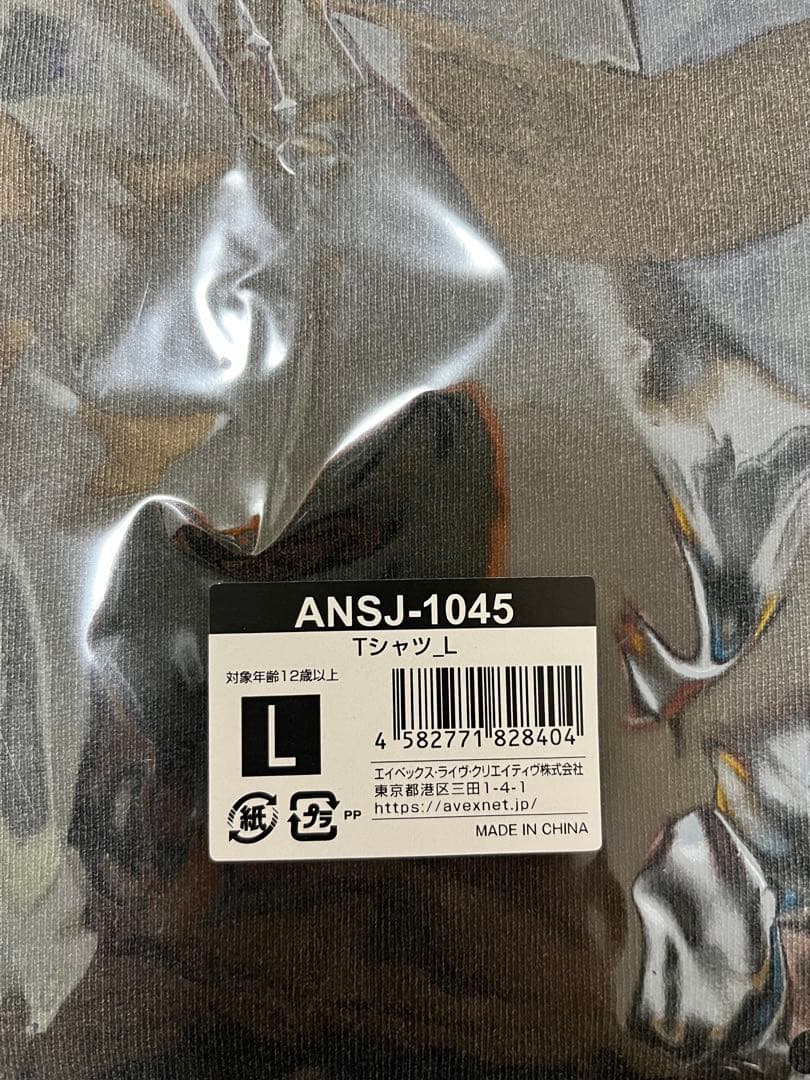 ANSJ-1045
Tシャツ_L
対象年齢12歳以上
L
4 582771 828404
エイベックス・ライヴ・クリエイティヴ株式会社
東京都港区三田1-4-1
https://avexnet.jp/
紙
プラ PP
MADE IN CHINA